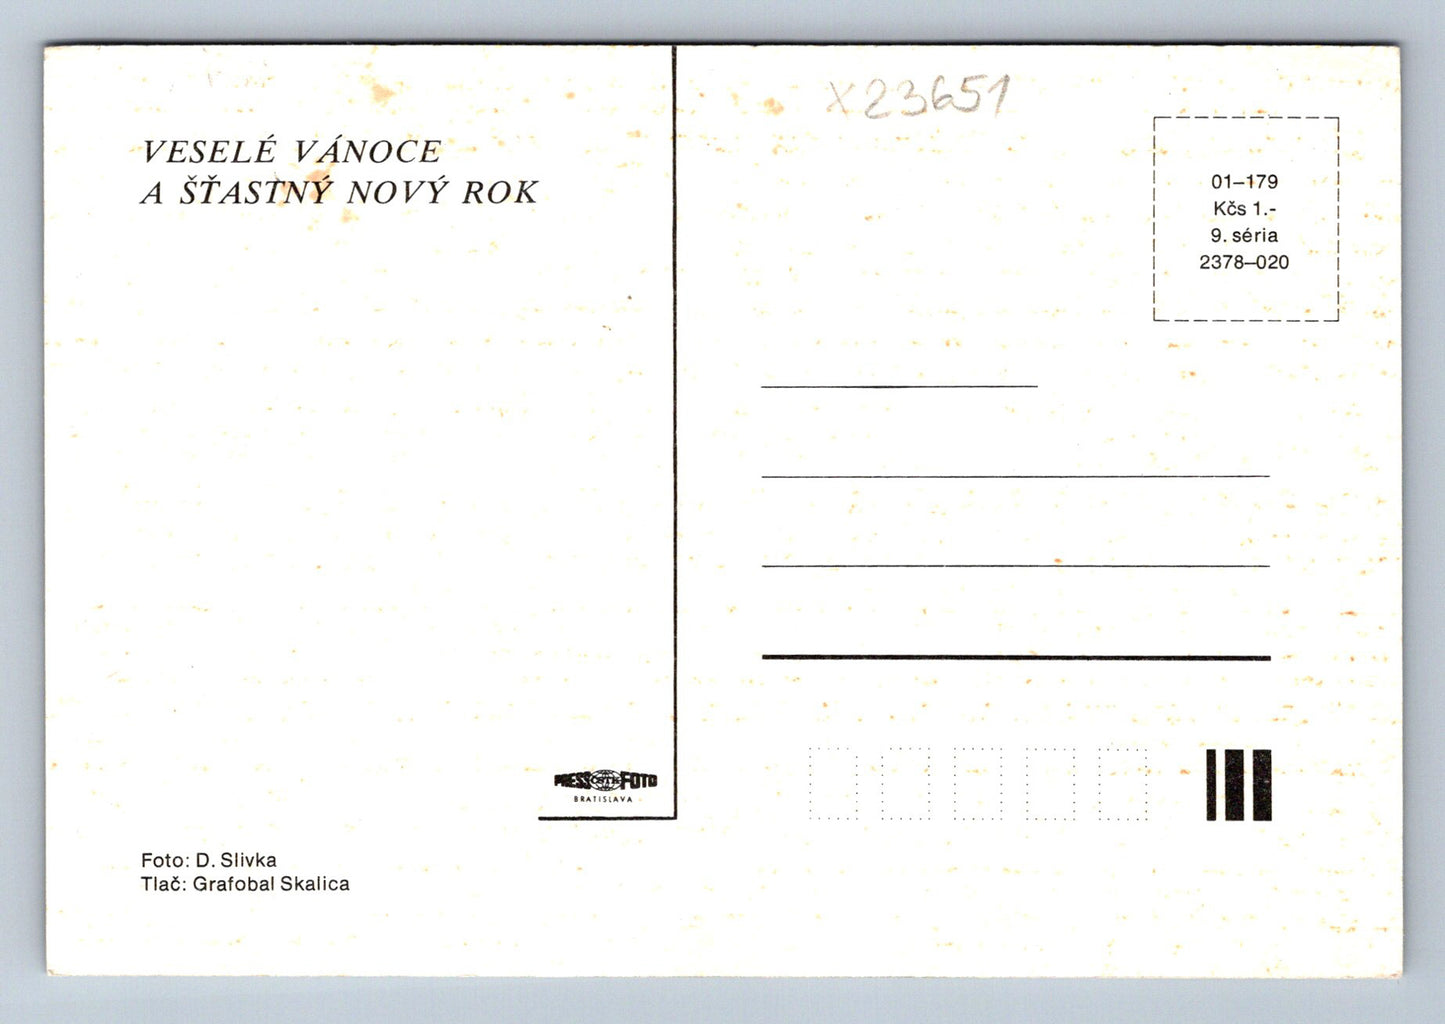 VESELÉ VÁNOCE
A ŠŤASTNÝ NOVÝ ROK
X23651
01–179
Kčs 1.-
9. séria
2378–020
PRESS ČSTK FOTO
BRATISLAVA
Foto: D. Slivka
Tlač: Grafobal Skalica